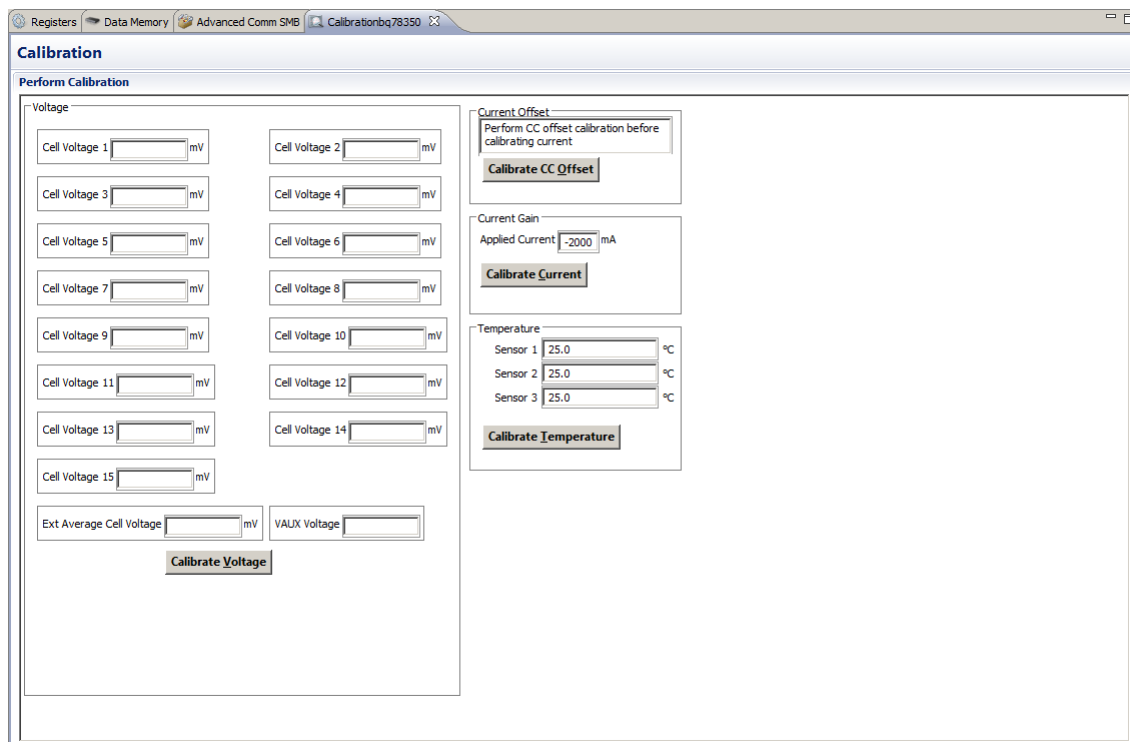 Registers Data Memory Advanced Comm SMB Calibrationbq78350
Calibration
Perform Calibration
Voltage
Cell Voltage 1 mV Cell Voltage 2 mV
Cell Voltage 3 mV Cell Voltage 4 mV
Cell Voltage 5 mV Cell Voltage 6 mV
Cell Voltage 7 mV Cell Voltage 8 mV
Cell Voltage 9 mV Cell Voltage 10 mV
Cell Voltage 11 mV Cell Voltage 12 mV
Cell Voltage 13 mV Cell Voltage 14 mV
Cell Voltage 15 mV
Ext Average Cell Voltage mV VAUX Voltage
Calibrate Voltage
Current Offset
Perform CC offset calibration before
calibrating current
Calibrate CC Offset
Current Gain
Applied Current -2000 mA
Calibrate Current
Temperature
Sensor 1 25.0 ºC
Sensor 2 25.0 ºC
Sensor 3 25.0 ºC
Calibrate Temperature